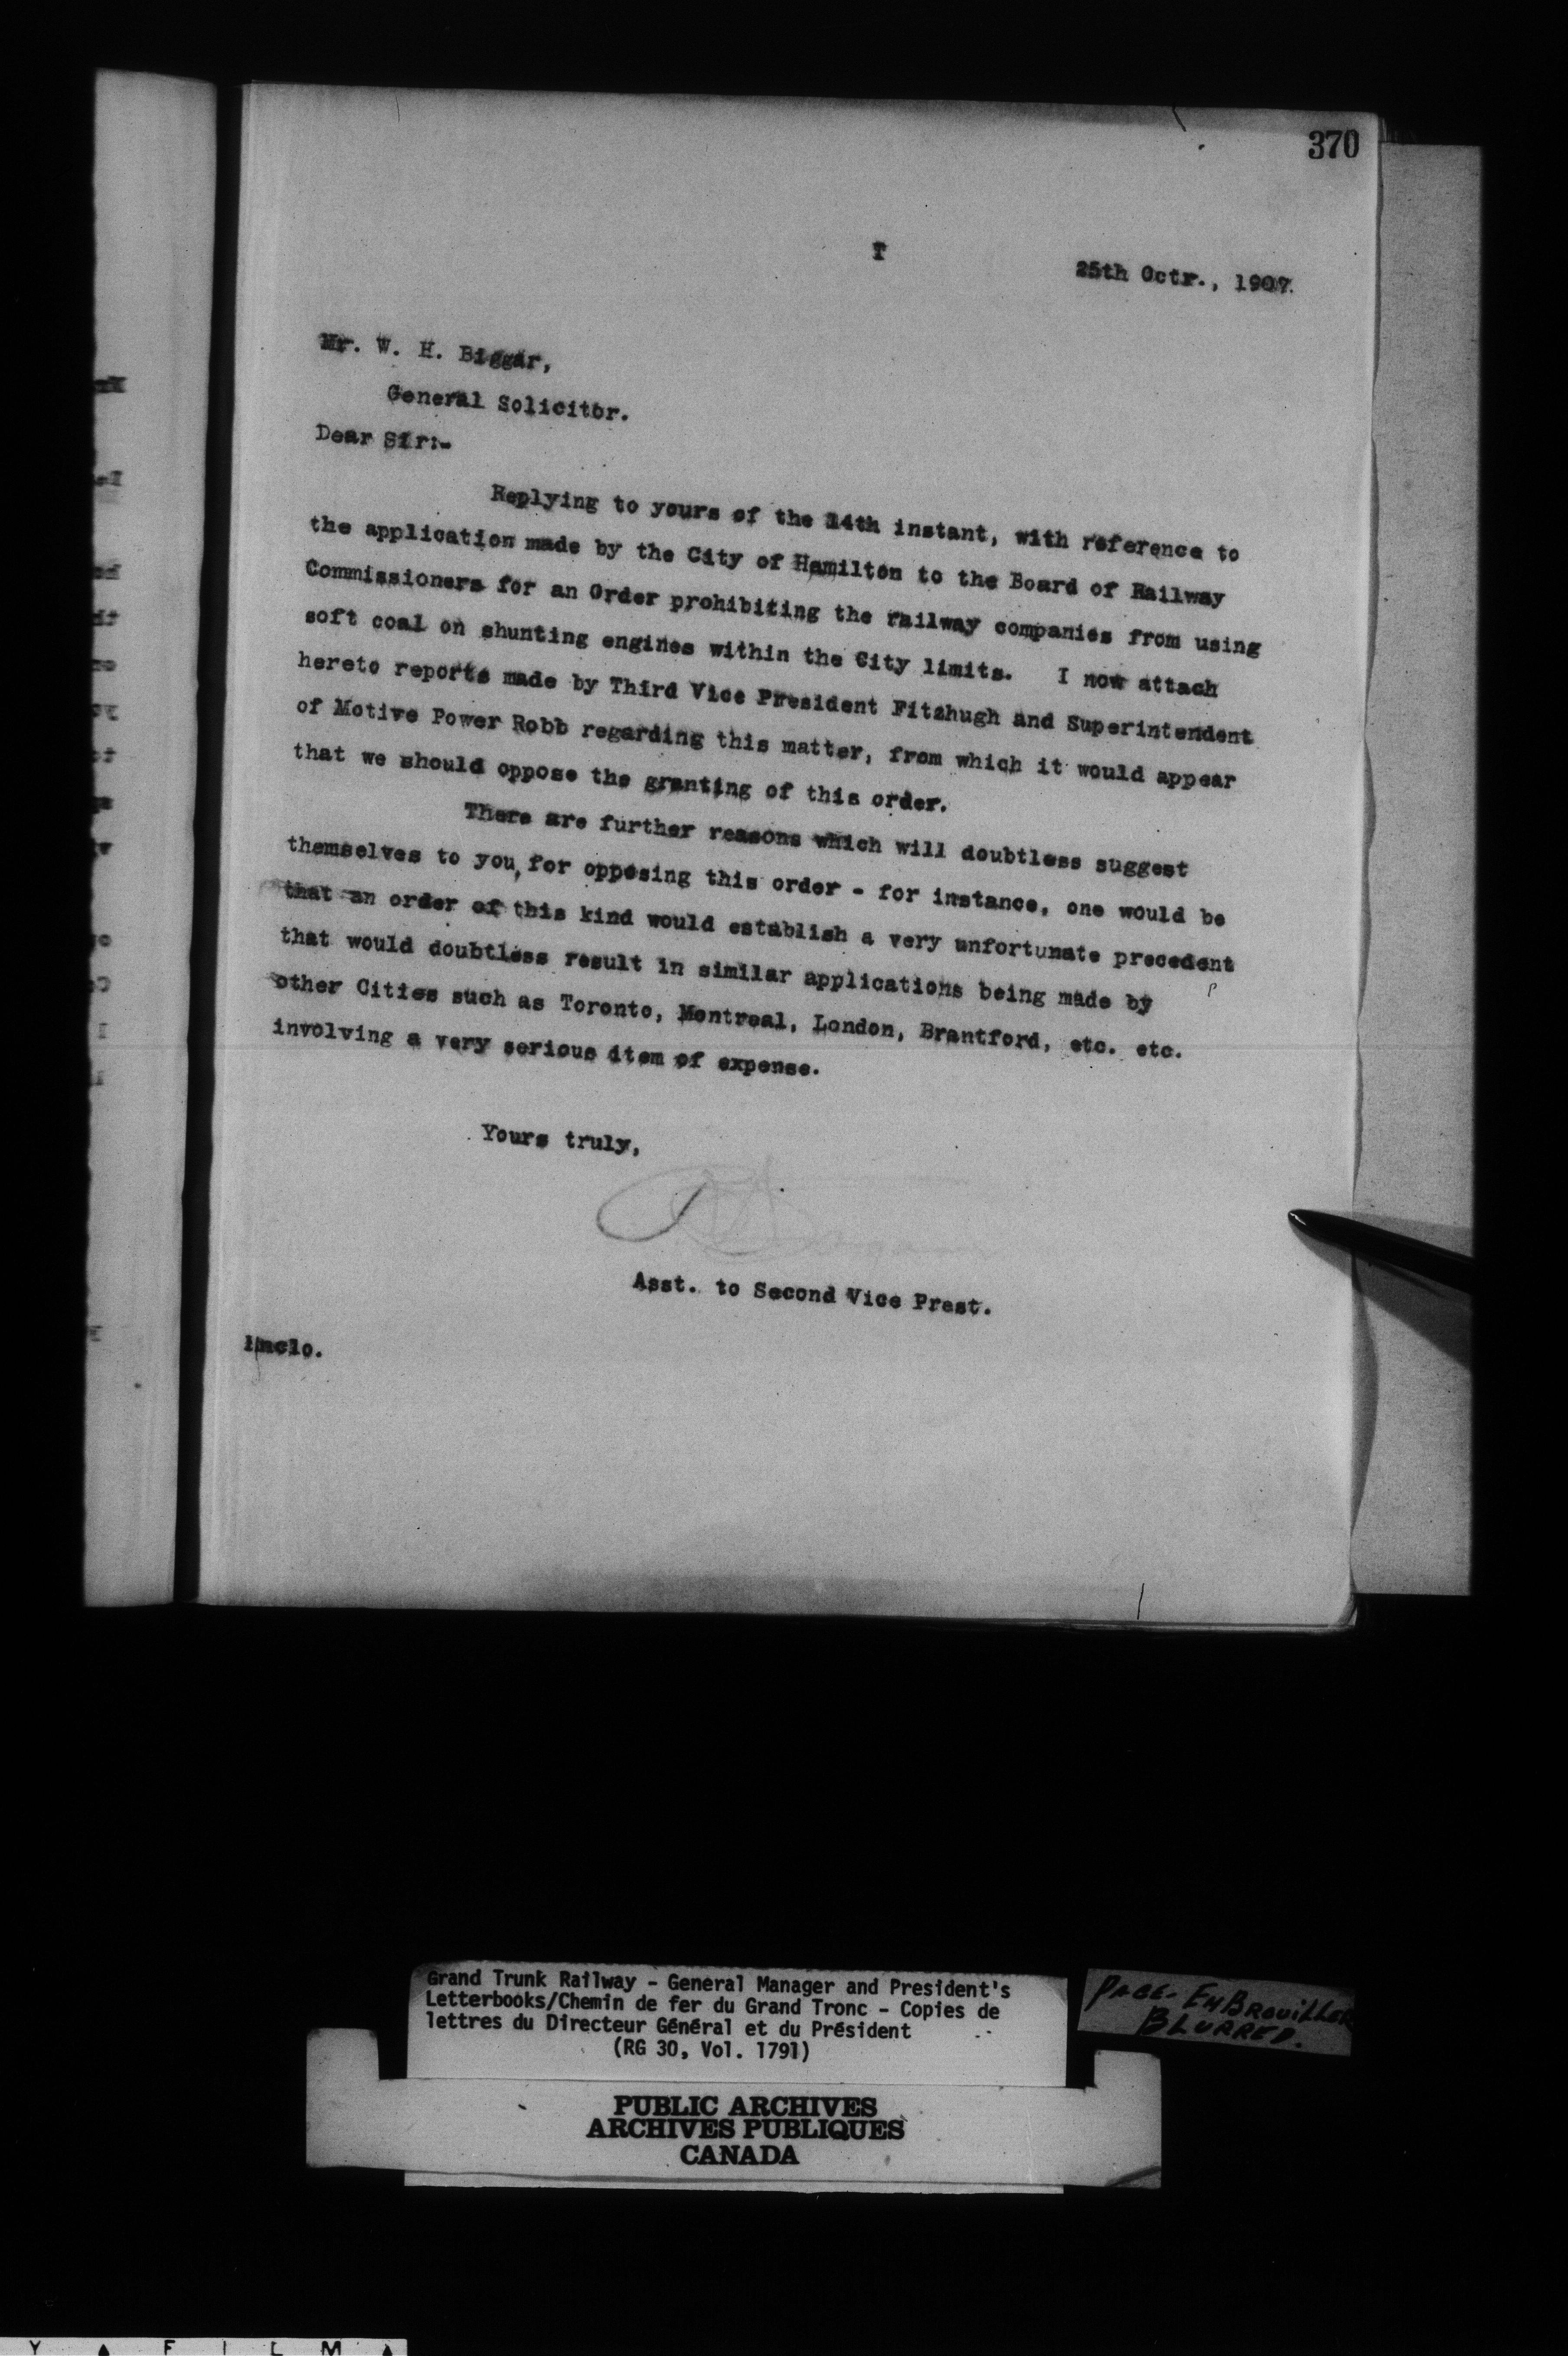 370
T
25th Octr., 1907.
Mr. W. H. Biggar,
General Solicitor.
Dear Sir:-
Replying to yours of the 14th instant, with reference to
the application made by the City of Hamilton to the Board of Railway
Commissioners for an Order prohibiting the railway companies from using
soft coal on shunting engines within the City limits. I now attach
hereto reports made by Third Vice President Fitzhugh and Superintendent
of Motive Power Robb regarding this matter, from which it would appear
that we should oppose the granting of this order.
There are further reasons which will doubtless suggest
themselves to you, for opposing this order - for instance, one would be
that an order of this kind would establish a very unfortunate precedent
that would doubtless result in similar applications being made by
other Cities such as Toronto, Montreal, London, Brantford, etc. etc.
involving a very serious item of expense.
Yours truly,
Asst. to Second Vice Prest.
Enclo.
Grand Trunk Railway - General Manager and President's
Letterbooks/Chemin de fer du Grand Tronc - Copies de
lettres du Directeur Général et du Président
(RG 30, Vol. 1791)
PAGE - EMBROUILLER
BLURRED.
PUBLIC ARCHIVES
ARCHIVES PUBLIQUES
CANADA
Y ▲ F I L M ▲